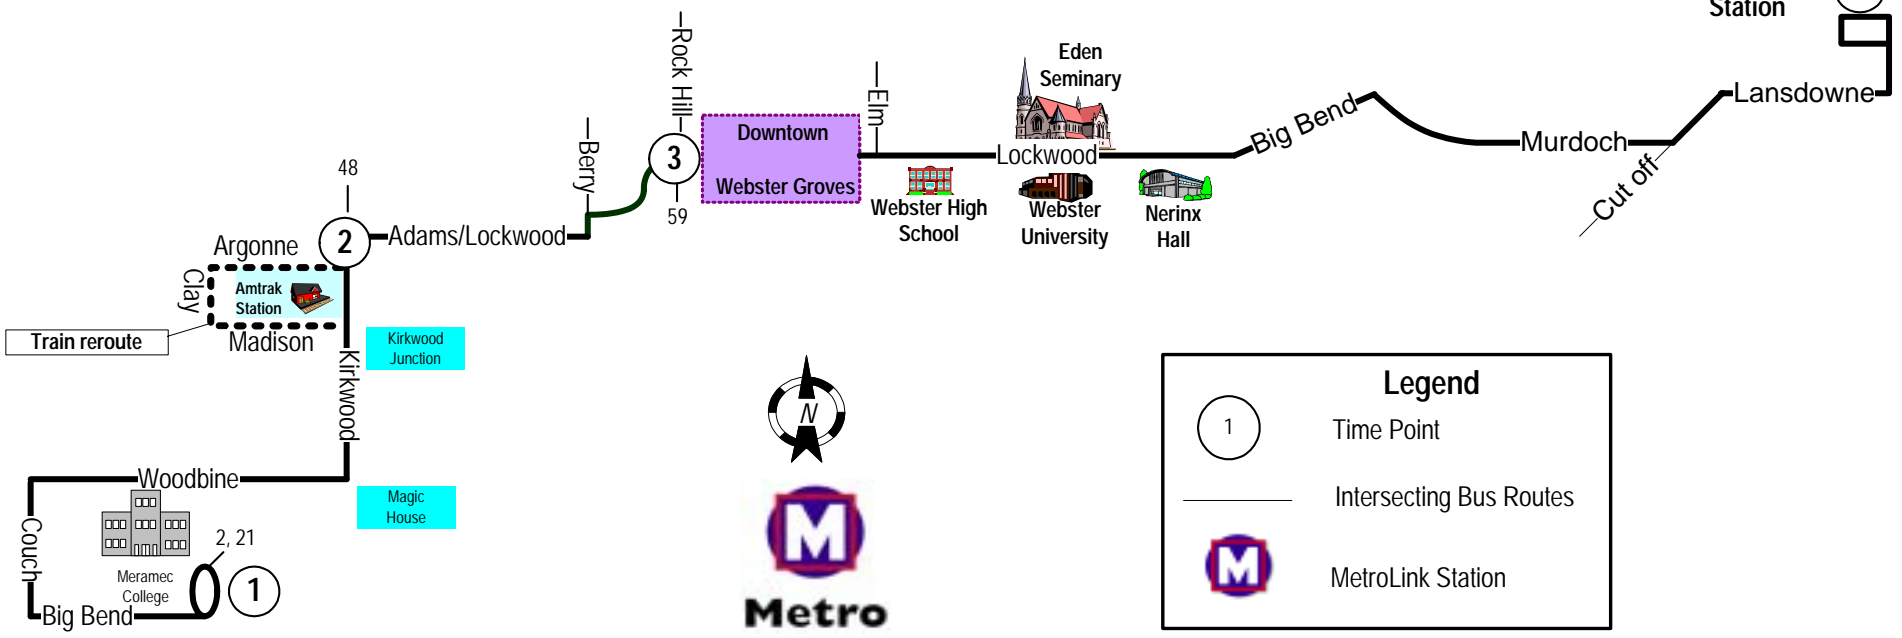 Station
Rock Hill
Eden
Seminary
Elm
Lansdowne
Big Bend
Downtown
Webster Groves
3
59
Berry
Lockwood
Murdoch
Cut off
Webster High
School
Webster
University
Nerinx
Hall
48
2
Adams/Lockwood
Argonne
Clay
Amtrak
Station
Madison
Train reroute
Kirkwood
Junction
Kirkwood
N
Woodbine
Magic
House
Couch
2, 21
Meramec
College
1
Big Bend
M
Metro
Legend
1
Time Point
Intersecting Bus Routes
M
MetroLink Station